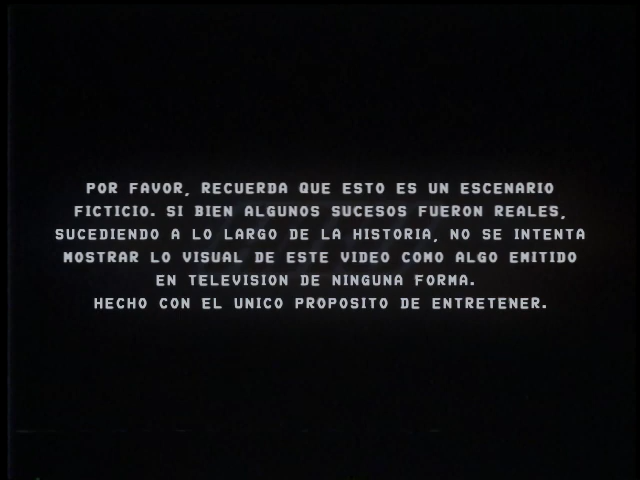 POR FAVOR, RECUERDA QUE ESTO ES UN ESCENARIO
FICTICIO. SI BIEN ALGUNOS SUCESOS FUERON REALES,
SUCEDIENDO A LO LARGO DE LA HISTORIA, NO SE INTENTA
MOSTRAR LO VISUAL DE ESTE VIDEO COMO ALGO EMITIDO
EN TELEVISION DE NINGUNA FORMA.
HECHO CON EL UNICO PROPOSITO DE ENTRETENER.